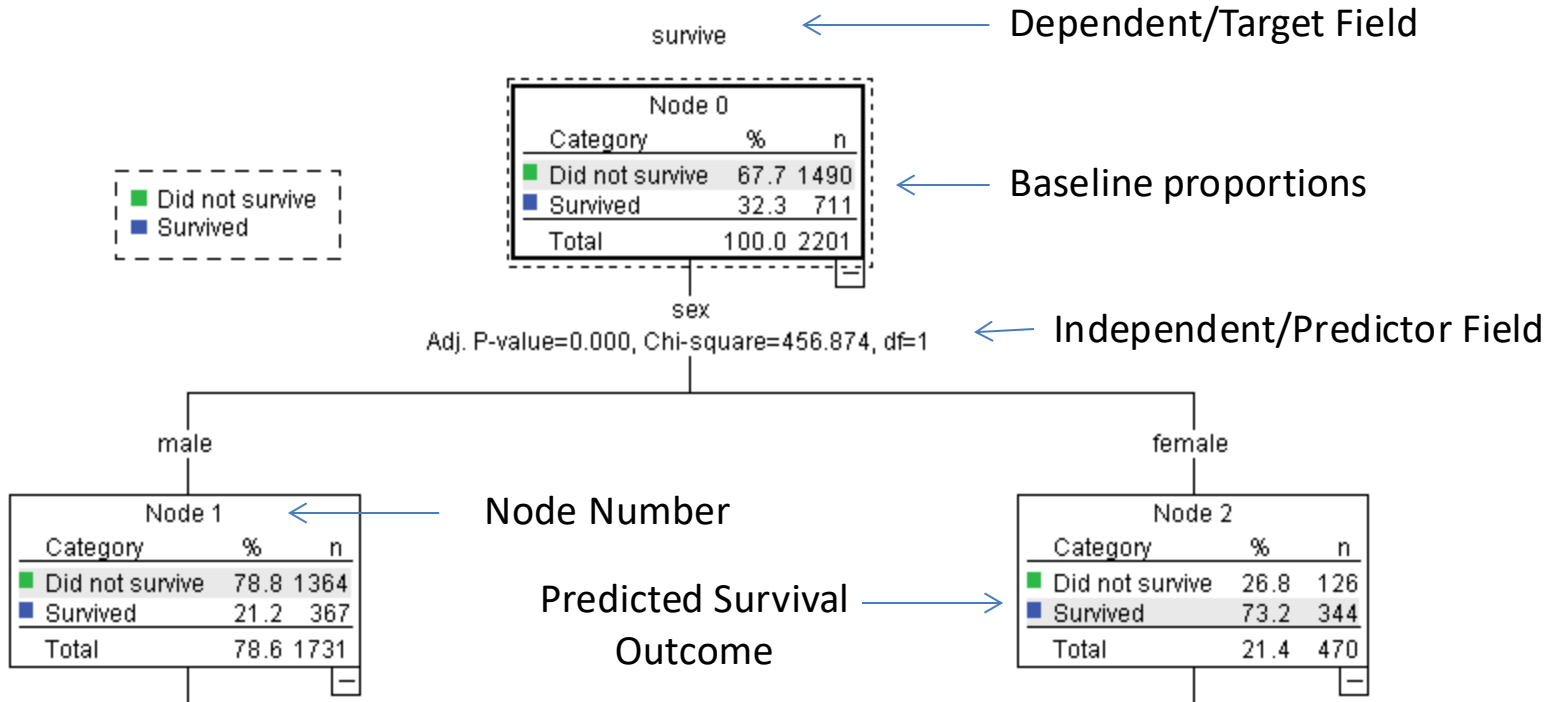 survive
Dependent/Target Field
Node 0
Category % n
Did not survive 67.7 1490
Survived 32.3 711
Total 100.0 2201
Baseline proportions
Did not survive
Survived
sex
Adj. P-value=0.000, Chi-square=456.874, df=1
Independent/Predictor Field
male
female
Node 1
Category % n
Did not survive 78.8 1364
Survived 21.2 367
Total 78.6 1731
Node Number
Predicted Survival
Outcome
Node 2
Category % n
Did not survive 26.8 126
Survived 73.2 344
Total 21.4 470